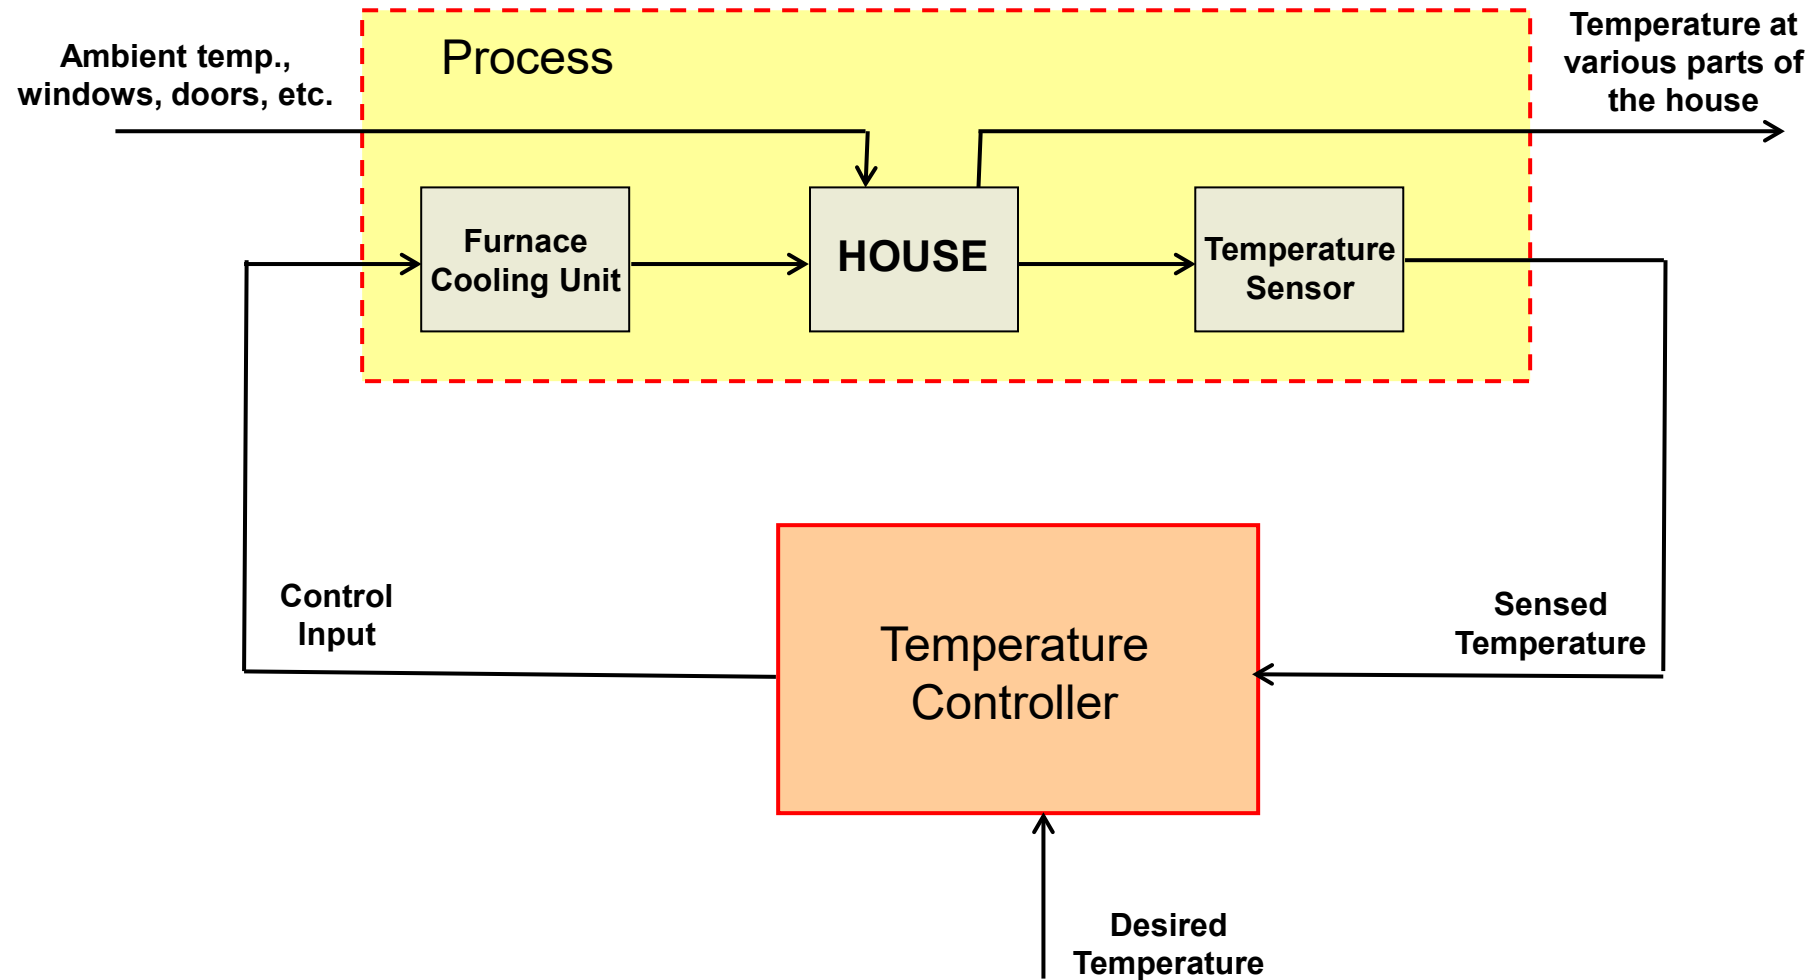 Ambient temp.,
windows, doors, etc.
Process
Temperature at
various parts of
the house
Furnace
Cooling Unit
HOUSE
Temperature
Sensor
Control
Input
Temperature
Controller
Sensed
Temperature
Desired
Temperature